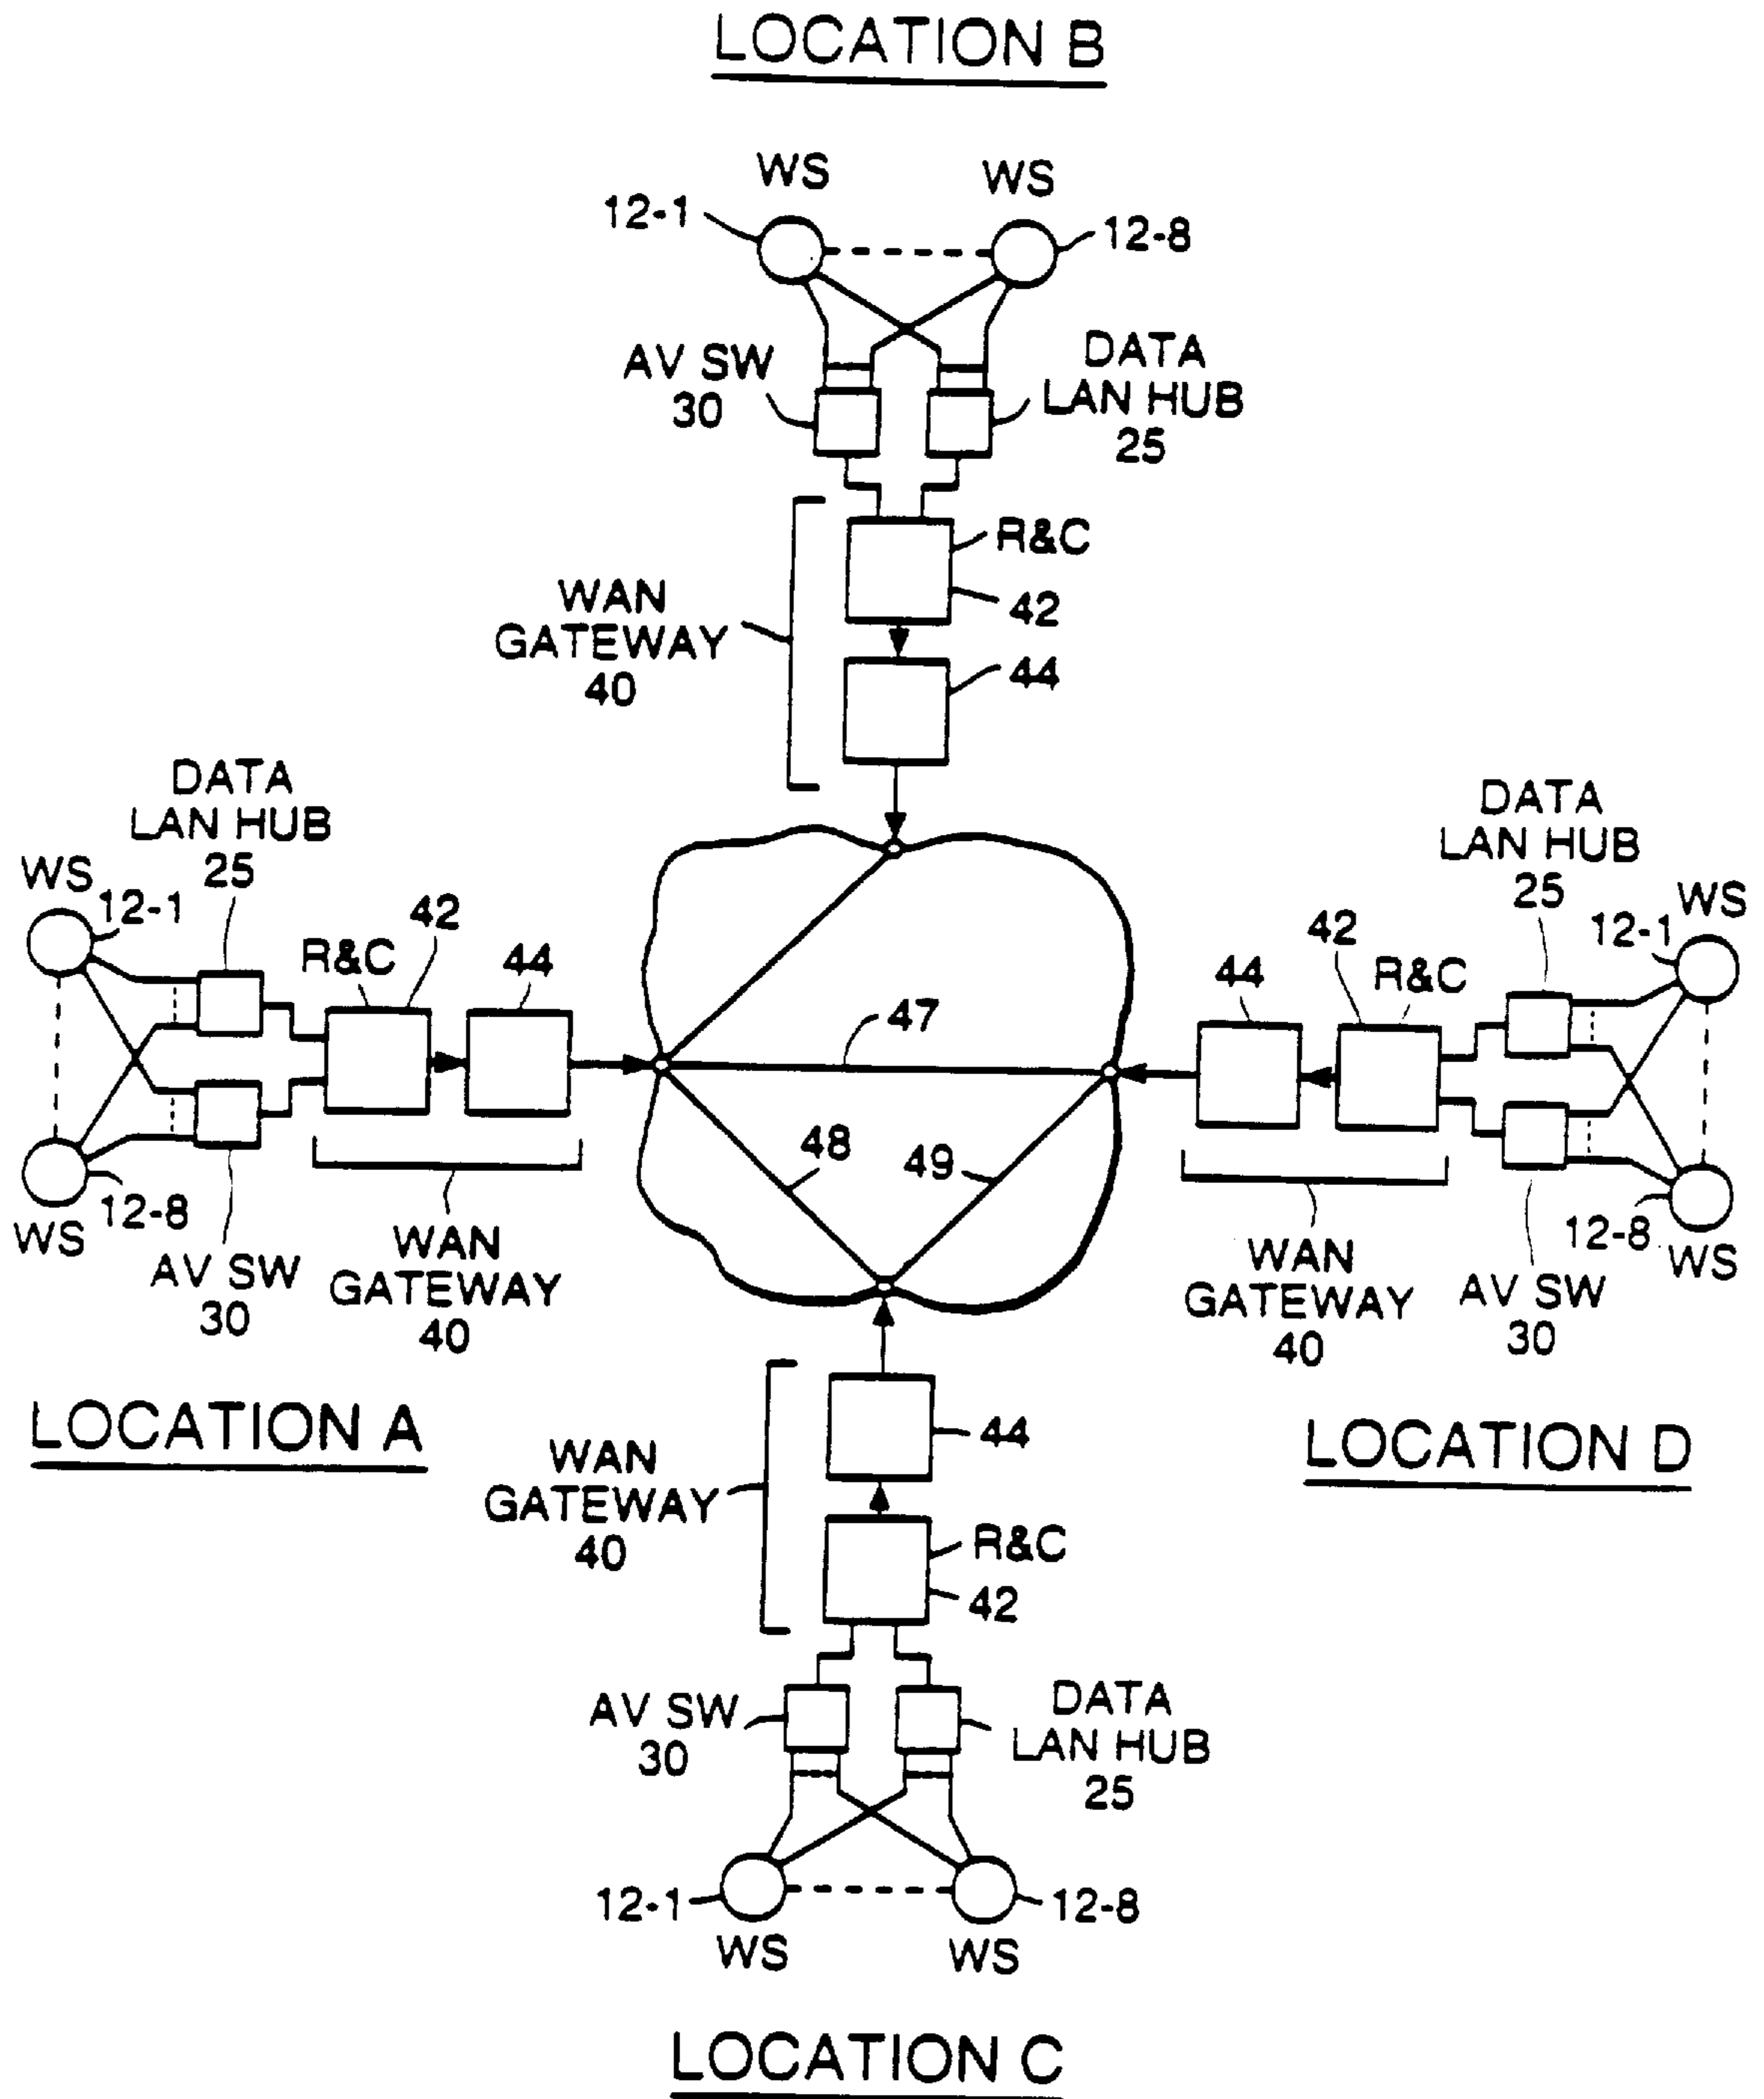 LOCATION B
WS
WS
12-1
12-8
AV SW
30
DATA
LAN HUB
25
R&C
42
WAN
GATEWAY
40
44
DATA
LAN HUB
25
WS
12-1
42
R&C
44
WS
12-8
AV SW
30
WAN
GATEWAY
40
LOCATION A
47
48
49
DATA
LAN HUB
25
WS
12-1
42
R&C
44
12-8
WS
WAN
GATEWAY
40
AV SW
30
LOCATION D
44
WAN
GATEWAY
40
R&C
42
AV SW
30
DATA
LAN HUB
25
12-1
12-8
WS
WS
LOCATION C